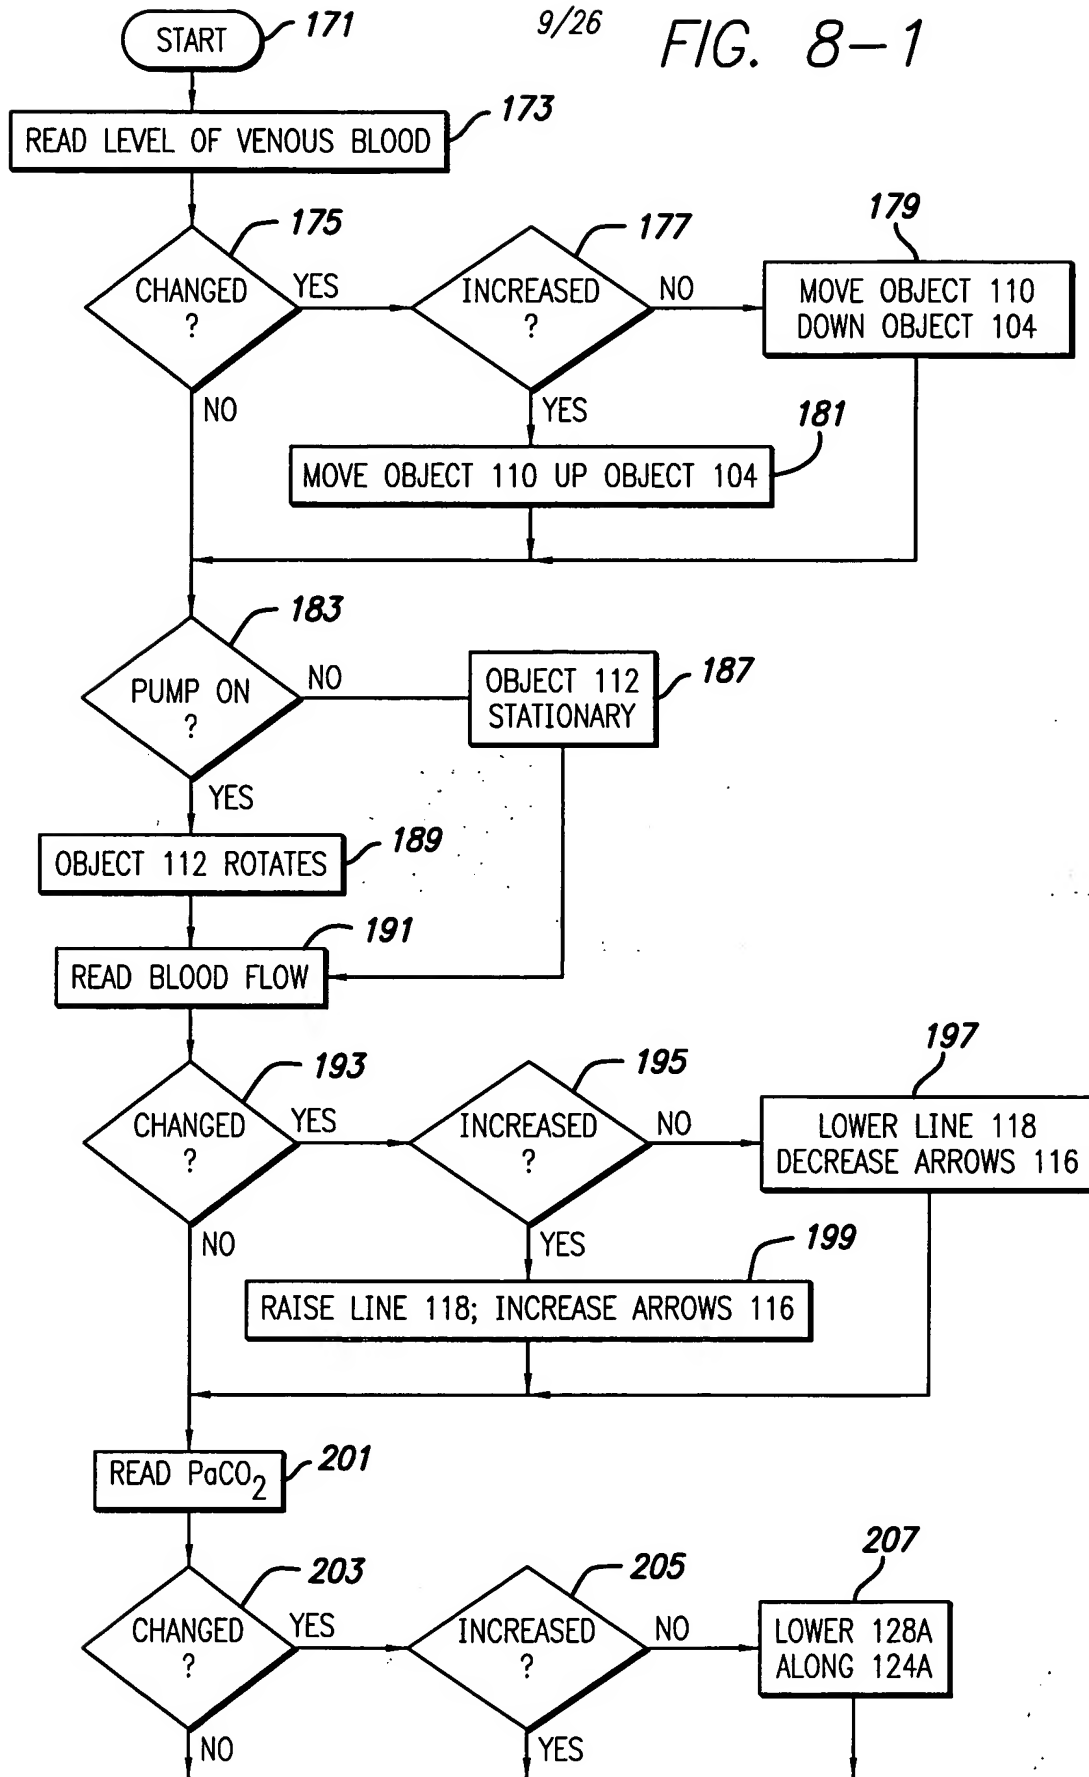 9/26
FIG. 8-1
START
171
READ LEVEL OF VENOUS BLOOD
173
CHANGED
?
175
YES
NO
INCREASED
?
177
NO
YES
179
MOVE OBJECT 110
DOWN OBJECT 104
181
MOVE OBJECT 110 UP OBJECT 104
183
PUMP ON
?
NO
YES
OBJECT 112
STATIONARY
187
OBJECT 112 ROTATES
189
191
READ BLOOD FLOW
193
CHANGED
?
YES
NO
195
INCREASED
?
NO
YES
197
LOWER LINE 118
DECREASE ARROWS 116
199
RAISE LINE 118; INCREASE ARROWS 116
READ PaCO2
201
203
CHANGED
?
YES
NO
205
INCREASED
?
NO
YES
207
LOWER 128A
ALONG 124A